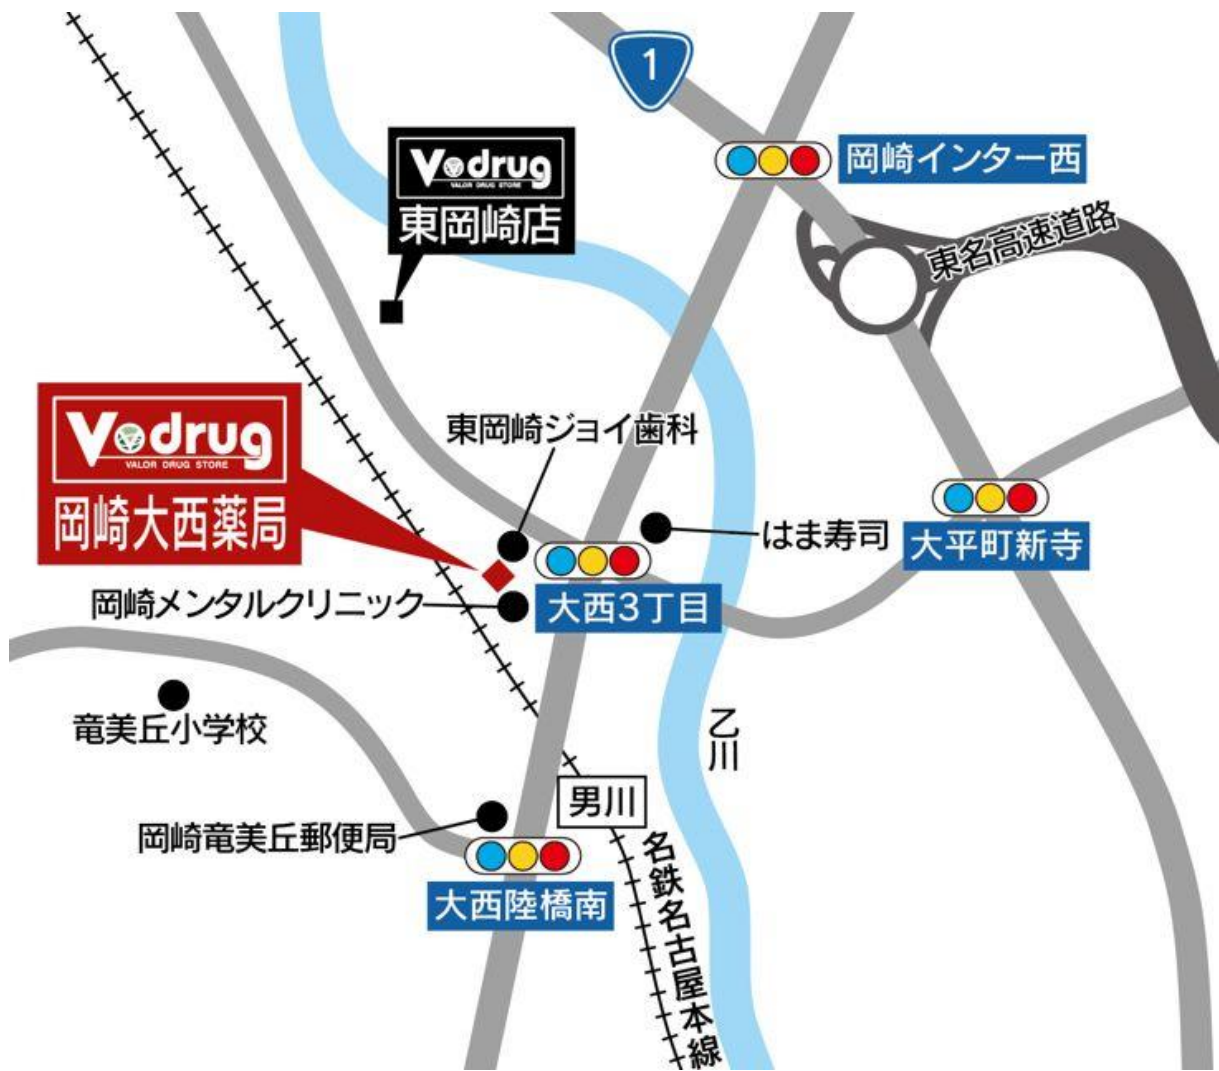 1
岡崎インター西
Vdrug
VALOR DRUG STORE
東岡崎店
東名高速道路
Vdrug
VALOR DRUG STORE
岡崎大西薬局
東岡崎ジョイ歯科
はま寿司
大平町新寺
岡崎メンタルクリニック
大西3丁目
竜美丘小学校
乙川
男川
岡崎竜美丘郵便局
大西陸橋南
名鉄名古屋本線